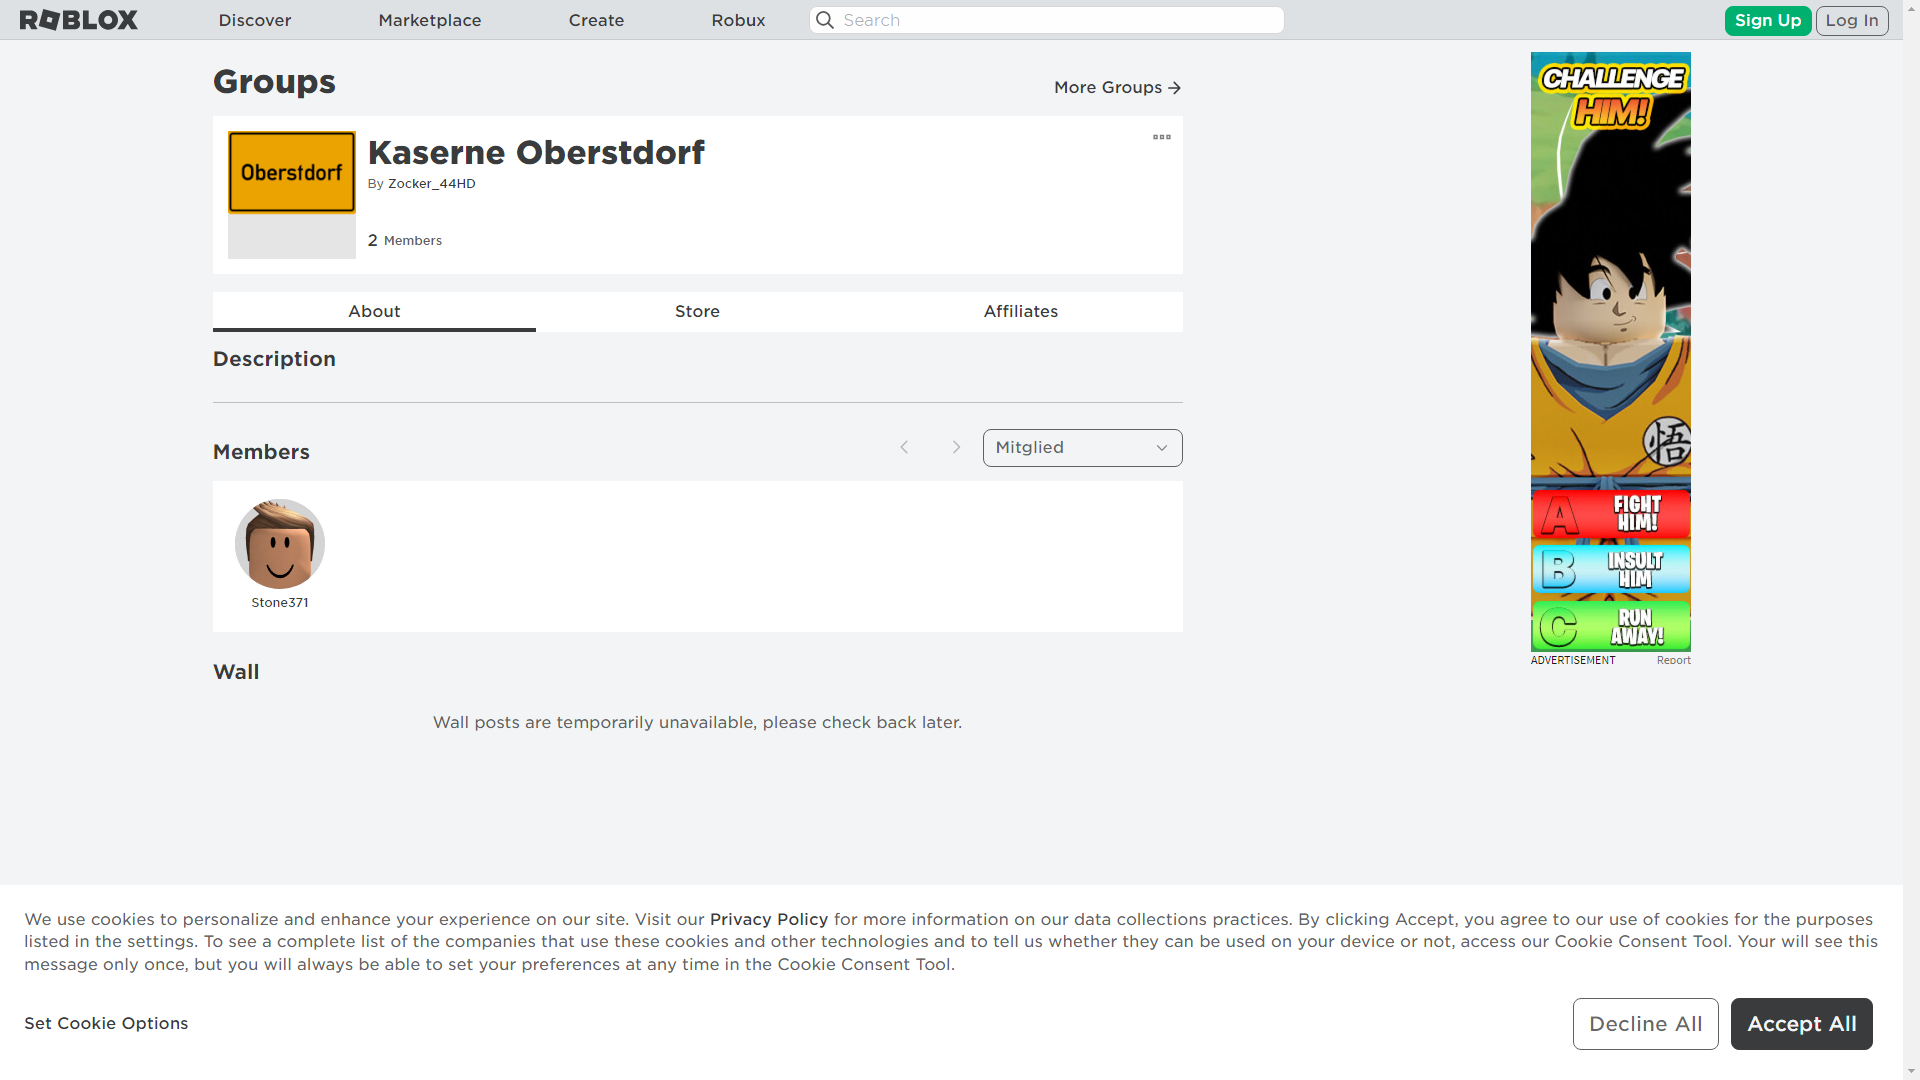 ROBLOX
Discover
Marketplace
Create
Robux
Search
Sign Up
Log In
Groups
More Groups
Oberstdorf
Kaserne Oberstdorf
By Zocker_44HD
2 Members
About
Store
Affiliates
Description
Members
Mitglied
Stone371
Wall
Wall posts are temporarily unavailable, please check back later.
CHALLENGE
HIM!
悟
A
FIGHT
HIM!
B
INSULT
HIM
C
RUN
AWAY!
ADVERTISEMENT
Report
We use cookies to personalize and enhance your experience on our site. Visit our Privacy Policy for more information on our data collections practices. By clicking Accept, you agree to our use of cookies for the purposes
listed in the settings. To see a complete list of the companies that use these cookies and other technologies and to tell us whether they can be used on your device or not, access our Cookie Consent Tool. Your will see this
message only once, but you will always be able to set your preferences at any time in the Cookie Consent Tool.
Set Cookie Options
Decline All
Accept All